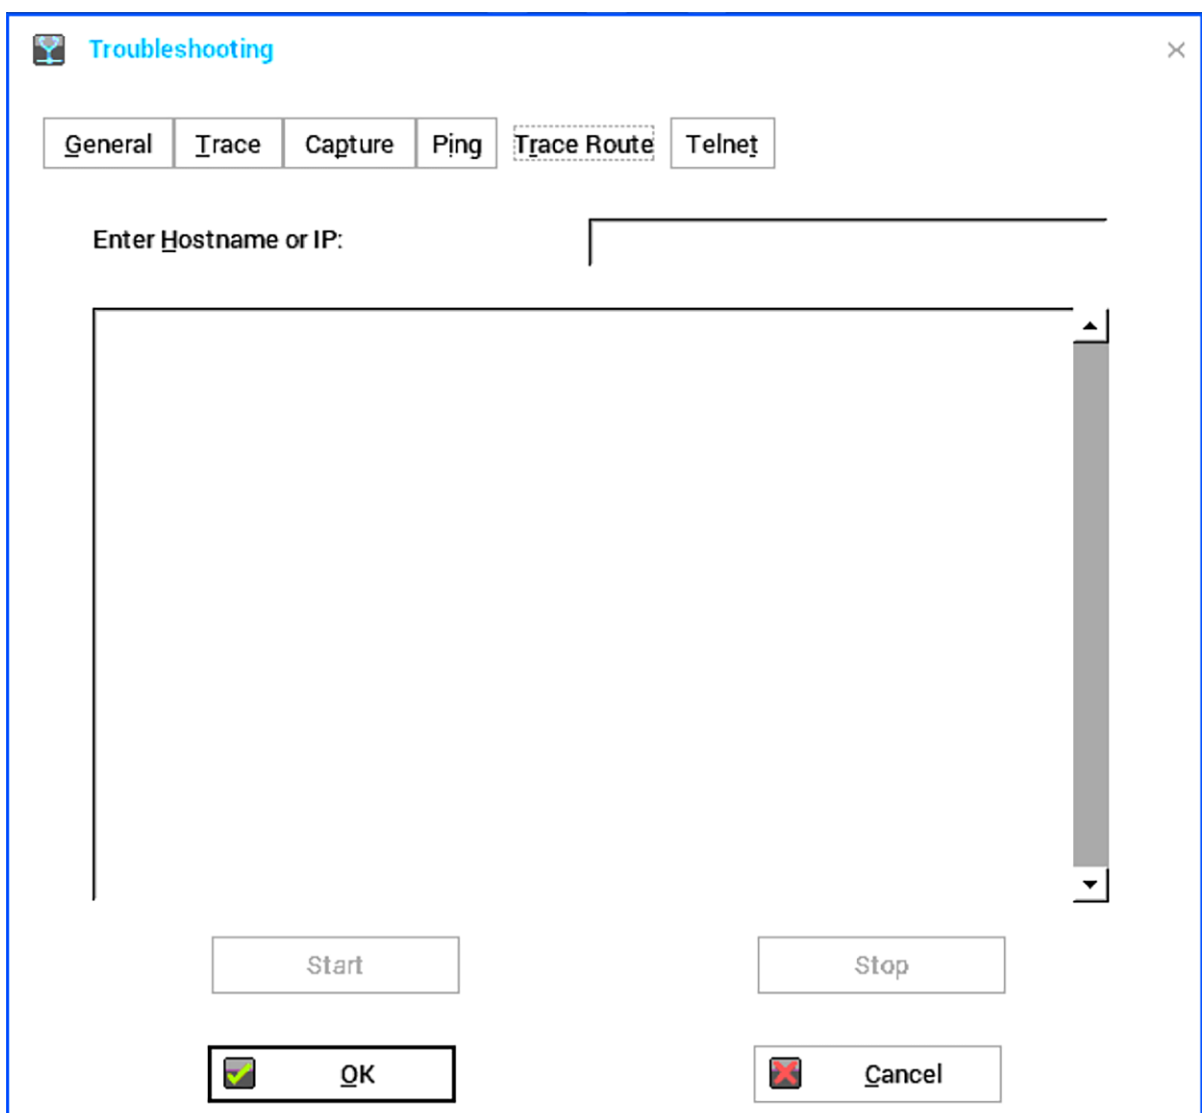 Troubleshooting
General Trace Capture Ping Trace Route Telnet
Enter Hostname or IP:
Start Stop
OK Cancel